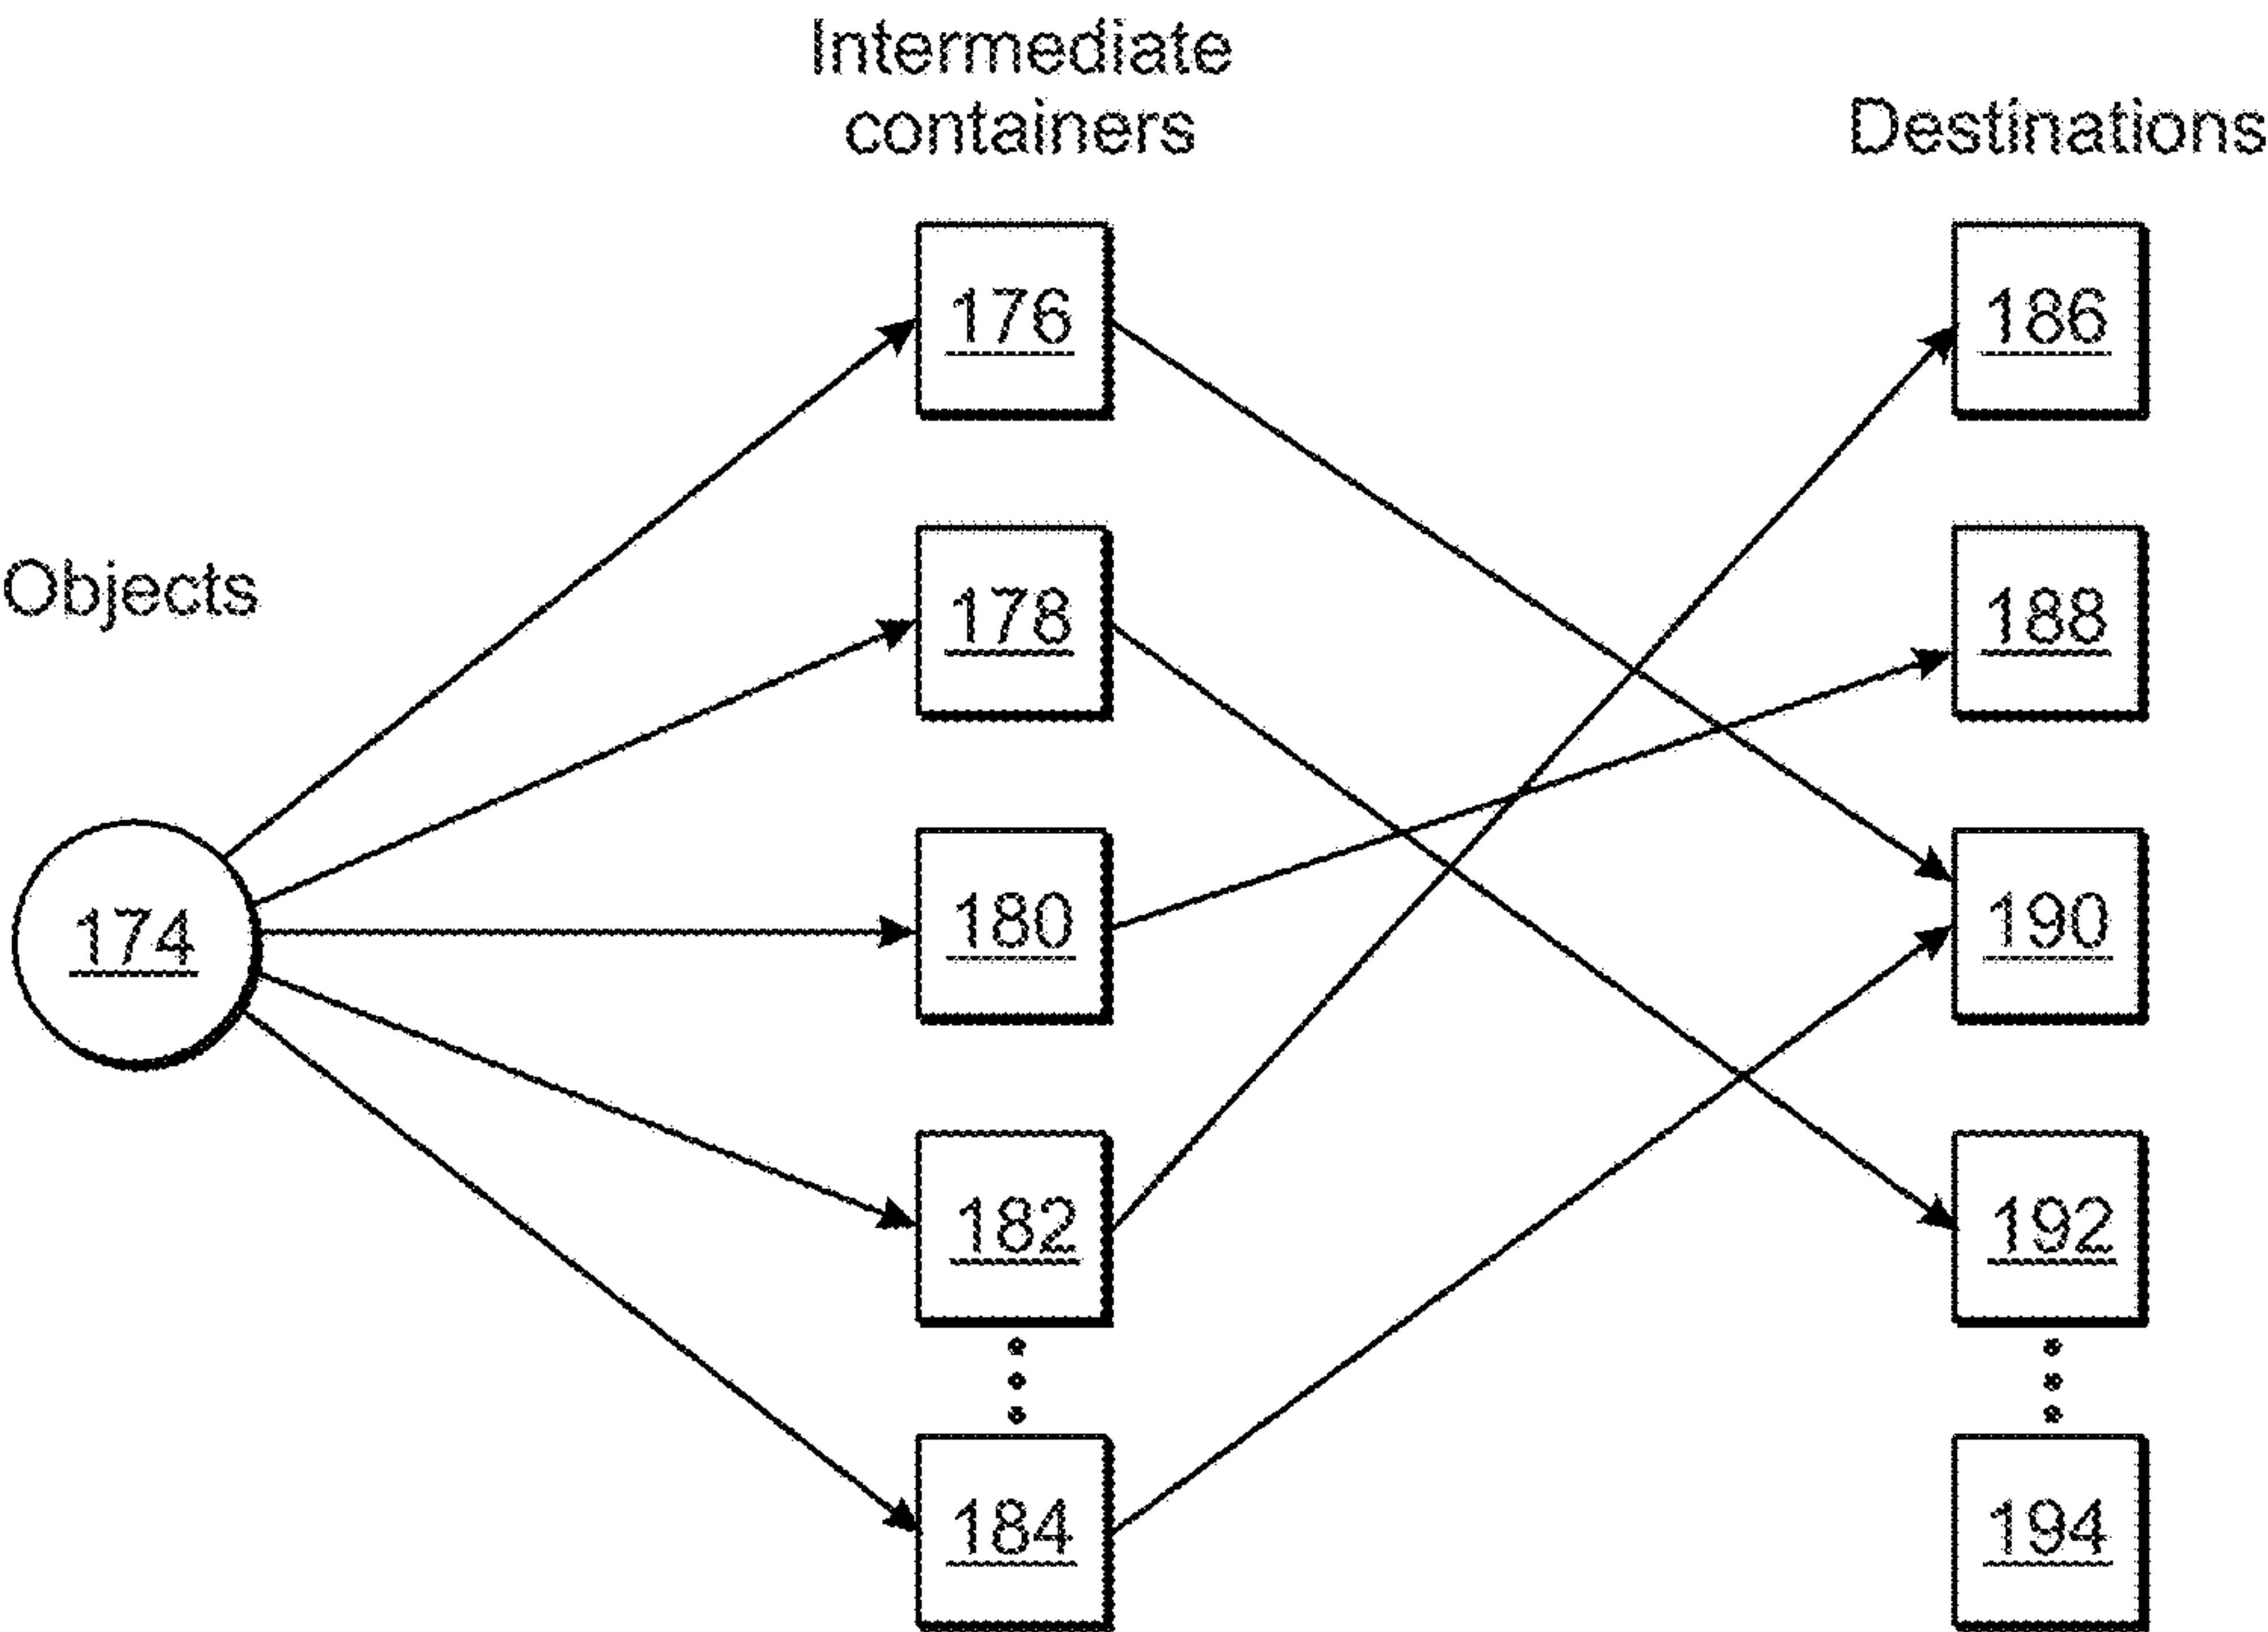 Intermediate
containers
Destinations
Objects
176
186
178
188
174
180
190
182
192
184
194